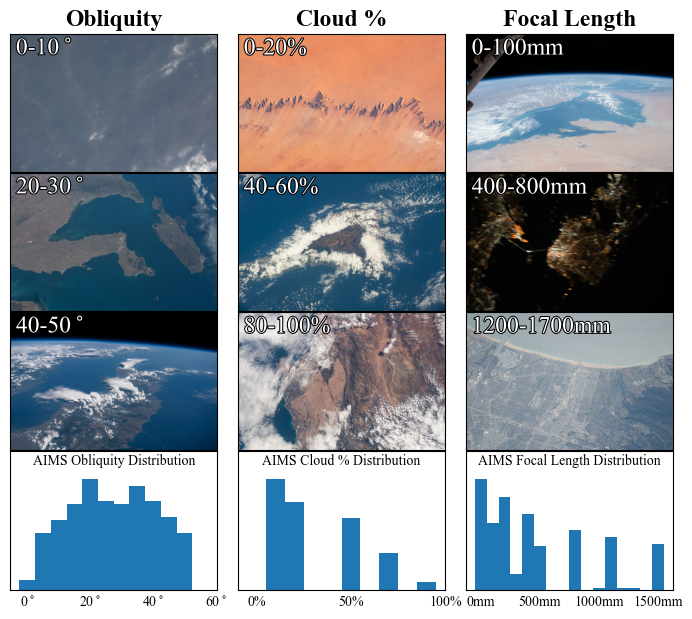 Obliquity
Cloud %
Focal Length
0-10°
0-20%
0-100mm
20-30°
40-60%
400-800mm
40-50°
80-100%
1200-1700mm
AIMS Obliquity Distribution
AIMS Cloud % Distribution
AIMS Focal Length Distribution
0° 20° 40° 60°
0% 50% 100%
0mm 500mm 1000mm 1500mm